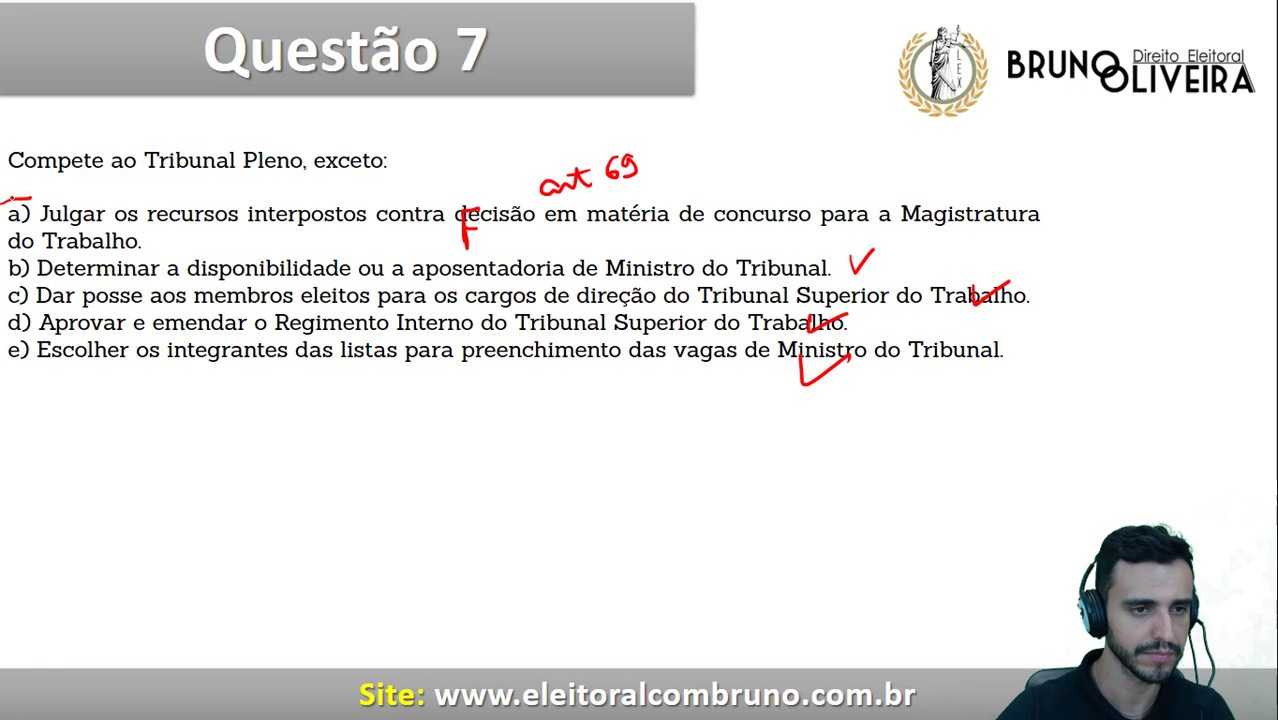 Questão 7
LEX
BRUNO OLIVEIRA
Direito Eleitoral
Compete ao Tribunal Pleno, exceto:
art 69
a) Julgar os recursos interpostos contra decisão em matéria de concurso para a Magistratura
do Trabalho.
F
b) Determinar a disponibilidade ou a aposentadoria de Ministro do Tribunal.
c) Dar posse aos membros eleitos para os cargos de direção do Tribunal Superior do Trabalho.
d) Aprovar e emendar o Regimento Interno do Tribunal Superior do Trabalho.
e) Escolher os integrantes das listas para preenchimento das vagas de Ministro do Tribunal.
Site: www.eleitoralcombruno.com.br